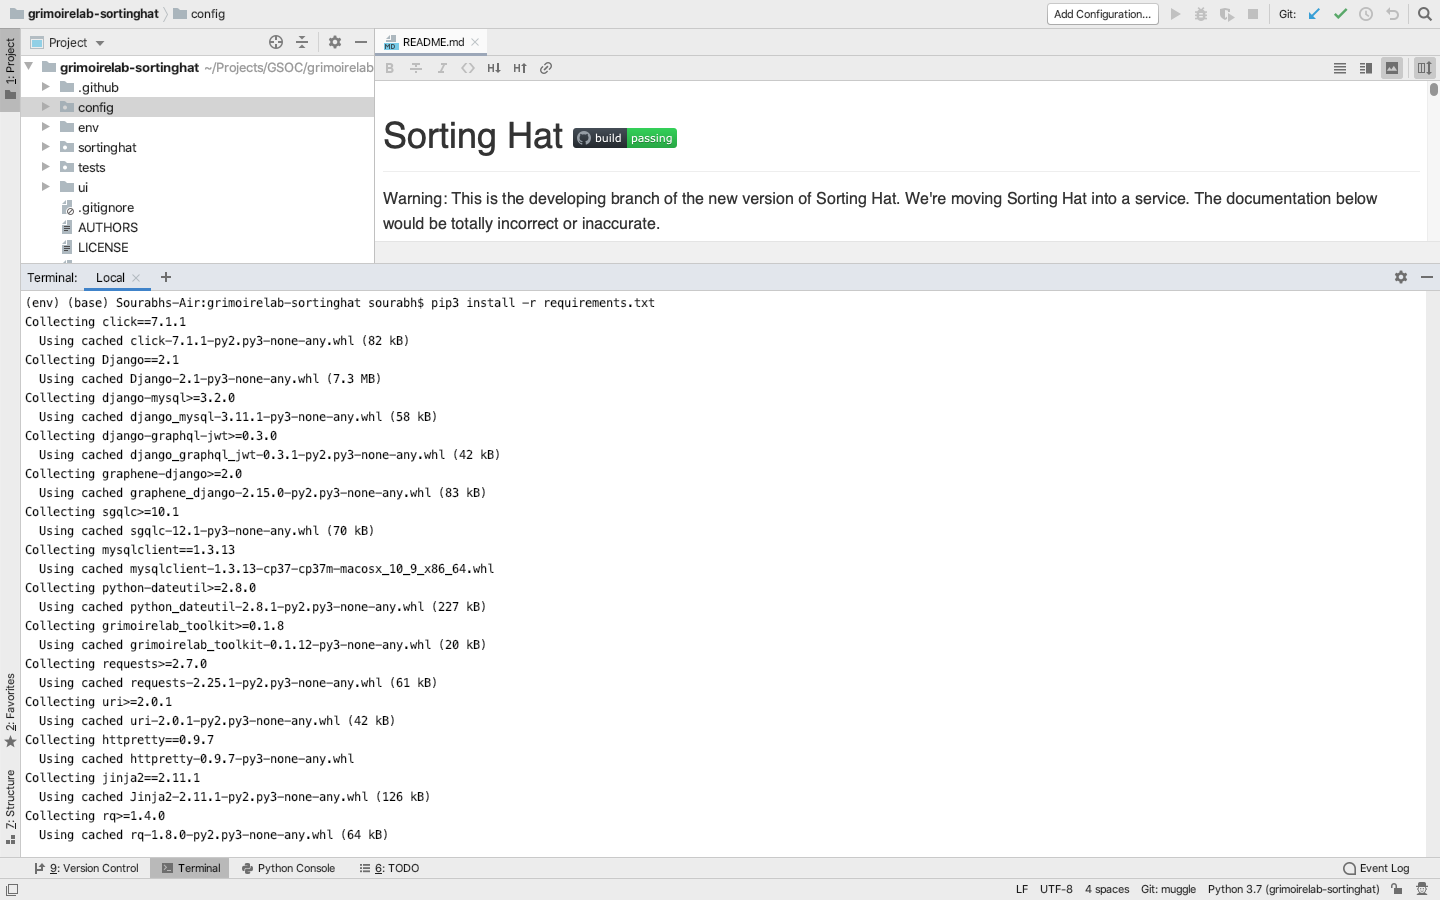 grimoirelab-sortinghat
config
Add Configuration...
Git:
1: Project
Project
README.md
grimoirelab-sortinghat ~/Projects/GSOC/grimoirelab
.github
config
env
sortinghat
tests
ui
.gitignore
AUTHORS
LICENSE
B I <> H↓ H↑
Sorting Hat build passing
Warning: This is the developing branch of the new version of Sorting Hat. We're moving Sorting Hat into a service. The documentation below
would be totally incorrect or inaccurate.
Terminal: Local +
(env) (base) Sourabhs-Air:grimoirelab-sortinghat sourabh$ pip3 install -r requirements.txt
Collecting click==7.1.1
Using cached click-7.1.1-py2.py3-none-any.whl (82 kB)
Collecting Django==2.1
Using cached Django-2.1-py3-none-any.whl (7.3 MB)
Collecting django-mysql>=3.2.0
Using cached django_mysql-3.11.1-py3-none-any.whl (58 kB)
Collecting django-graphql-jwt>=0.3.0
Using cached django_graphql_jwt-0.3.1-py2.py3-none-any.whl (42 kB)
Collecting graphene-django>=2.0
Using cached graphene_django-2.15.0-py2.py3-none-any.whl (83 kB)
Collecting sgqlc>=10.1
Using cached sgqlc-12.1-py3-none-any.whl (70 kB)
Collecting mysqlclient==1.3.13
Using cached mysqlclient-1.3.13-cp37-cp37m-macosx_10_9_x86_64.whl
Collecting python-dateutil>=2.8.0
Using cached python_dateutil-2.8.1-py2.py3-none-any.whl (227 kB)
Collecting grimoirelab_toolkit>=0.1.8
Using cached grimoirelab_toolkit-0.1.12-py3-none-any.whl (20 kB)
Collecting requests>=2.7.0
Using cached requests-2.25.1-py2.py3-none-any.whl (61 kB)
Collecting uri>=2.0.1
Using cached uri-2.0.1-py2.py3-none-any.whl (42 kB)
Collecting httpretty==0.9.7
Using cached httpretty-0.9.7-py3-none-any.whl
Collecting jinja2==2.11.1
Using cached Jinja2-2.11.1-py2.py3-none-any.whl (126 kB)
Collecting rq>=1.4.0
Using cached rq-1.8.0-py2.py3-none-any.whl (64 kB)
2: Favorites
Z: Structure
9: Version Control
Terminal
Python Console
6: TODO
Event Log
LF UTF-8 4 spaces Git: muggle Python 3.7 (grimoirelab-sortinghat)